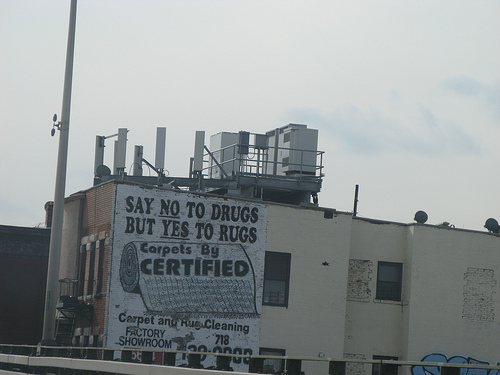 SAY NO TO DRUGS
BUT YES TO RUGS
Carpets By
CERTIFIED
Carpet and Rug Cleaning
FACTORY
SHOWROOM
718